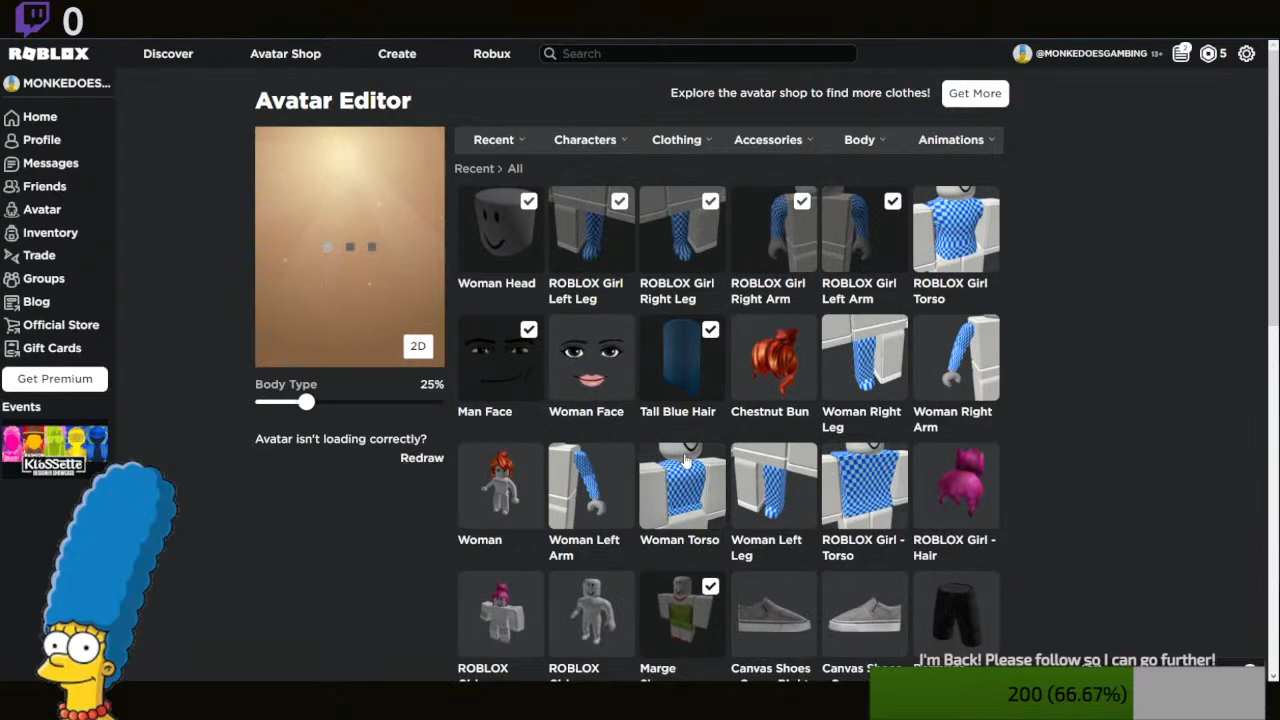 0
ROBLOX
Discover
Avatar Shop
Create
Robux
Search
@MONKEDOESGAMBING 13+
2
5
MONKEDOES...
Home
Profile
Messages
Friends
Avatar
Inventory
Trade
Groups
Blog
Official Store
Gift Cards
Get Premium
Events
KLOSSETTE
DESIGNER SHOWCASE
Avatar Editor
Explore the avatar shop to find more clothes!
Get More
2D
Body Type
25%
Avatar isn't loading correctly?
Redraw
Recent
Characters
Clothing
Accessories
Body
Animations
Recent > All
Woman Head
ROBLOX Girl
Left Leg
ROBLOX Girl
Right Leg
ROBLOX Girl
Right Arm
ROBLOX Girl
Left Arm
ROBLOX Girl
Torso
Man Face
Woman Face
Tall Blue Hair
Chestnut Bun
Woman Right
Leg
Woman Right
Arm
Woman
Woman Left
Arm
Woman Torso
Woman Left
Leg
ROBLOX Girl -
Torso
ROBLOX Girl -
Hair
ROBLOX
ROBLOX
Marge
Canvas Shoes
Canvas
I'm Back! Please follow so I can go further!
200 (66.67%)